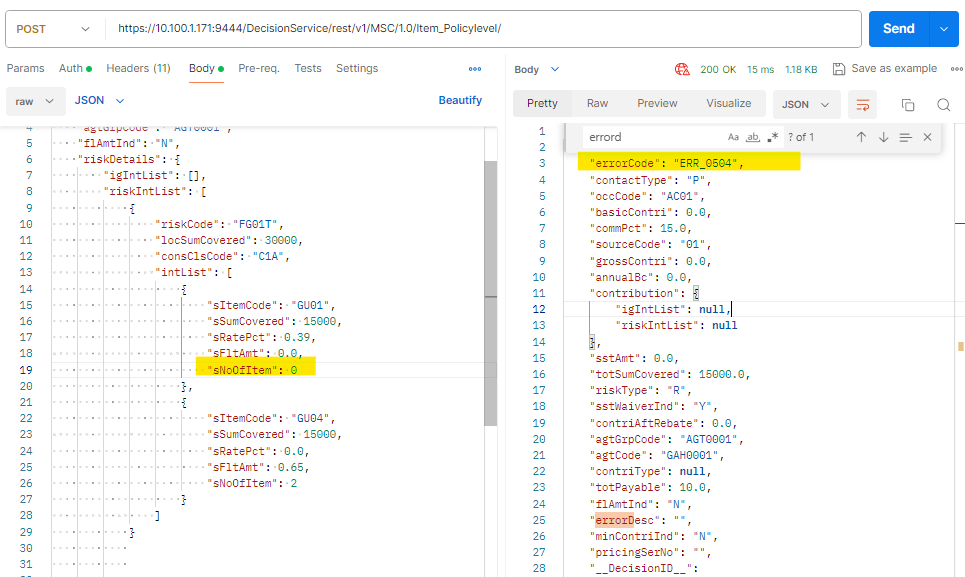 POST https://10.100.1.171:9444/DecisionService/rest/v1/MSC/1.0/Item_Policylevel/ Send
Params Auth Headers (11) Body Pre-req. Tests Settings
raw JSON Beautify
4 "agtGrpCode": "AGT0001",
5 "flAmtInd": "N",
6 "riskDetails": {
7 "igIntList": [],
8 "riskIntList": [
9 {
10 "riskCode": "FG01T",
11 "locSumCovered": 30000,
12 "consClsCode": "C1A",
13 "intList": [
14 {
15 "sItemCode": "GU01",
16 "sSumCovered": 15000,
17 "sRatePct": 0.39,
18 "sFltAmt": 0.0,
19 "sNoOfItem": 0
20 },
21 {
22 "sItemCode": "GU04",
23 "sSumCovered": 15000,
24 "sRatePct": 0.0,
25 "sFltAmt": 0.65,
26 "sNoOfItem": 2
27 }
28 ]
29 }
30
31
Body 200 OK 15 ms 1.18 KB Save as example
Pretty Raw Preview Visualize JSON
errord Aa ab .* ? of 1
1
2
3 "errorCode": "ERR_0504",
4 "contactType": "P",
5 "occCode": "AC01",
6 "basicContri": 0.0,
7 "commPct": 15.0,
8 "sourceCode": "01",
9 "grossContri": 0.0,
10 "annualBc": 0.0,
11 "contribution": {
12 "igIntList": null,
13 "riskIntList": null
14 },
15 "sstAmt": 0.0,
16 "totSumCovered": 15000.0,
17 "riskType": "R",
18 "sstWaiverInd": "Y",
19 "contriAftRebate": 0.0,
20 "agtGrpCode": "AGT0001",
21 "agtCode": "GAH0001",
22 "contriType": null,
23 "totPayable": 10.0,
24 "flAmtInd": "N",
25 "errorDesc": "",
26 "minContriInd": "N",
27 "pricingSerNo": "",
28 "__DecisionID__":